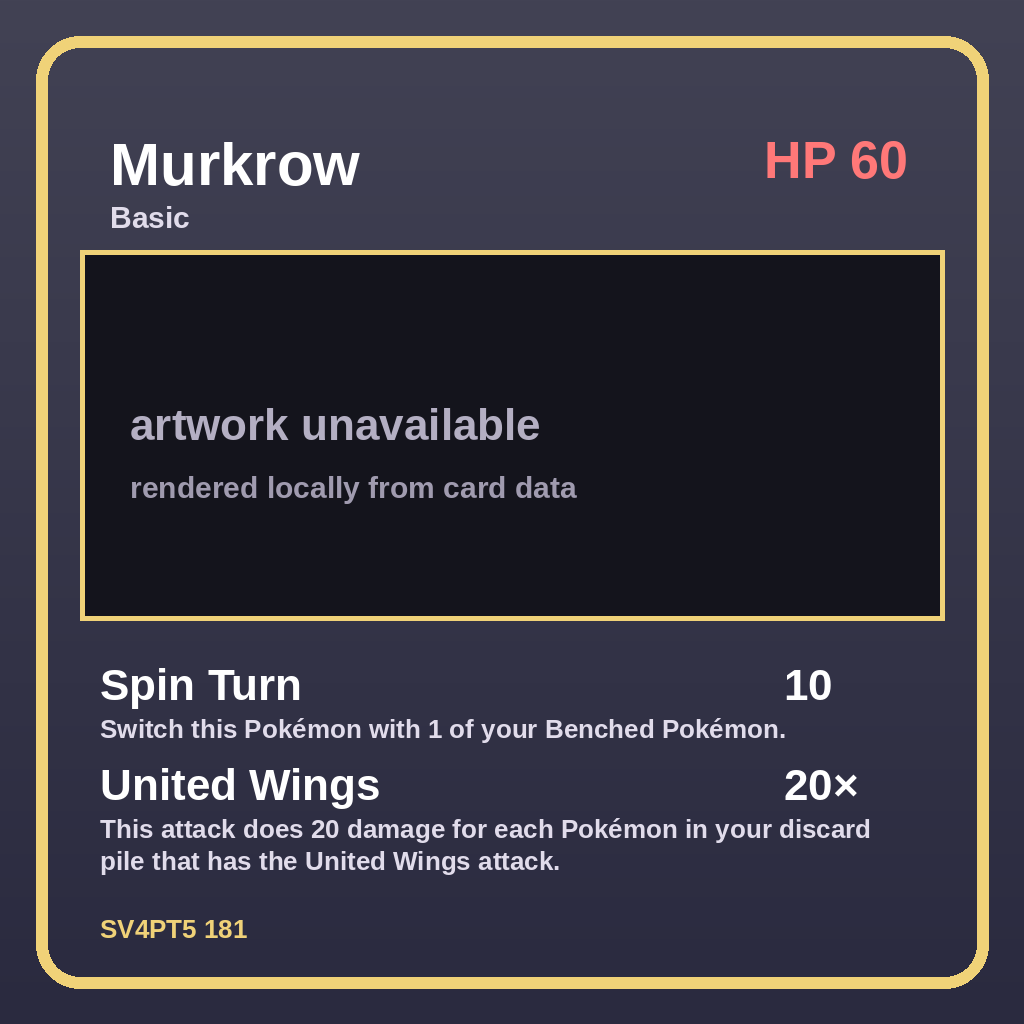 Murkrow
HP 60
Basic
artwork unavailable
rendered locally from card data
Spin Turn 10
Switch this Pokémon with 1 of your Benched Pokémon.
United Wings 20×
This attack does 20 damage for each Pokémon in your discard
pile that has the United Wings attack.
SV4PT5 181